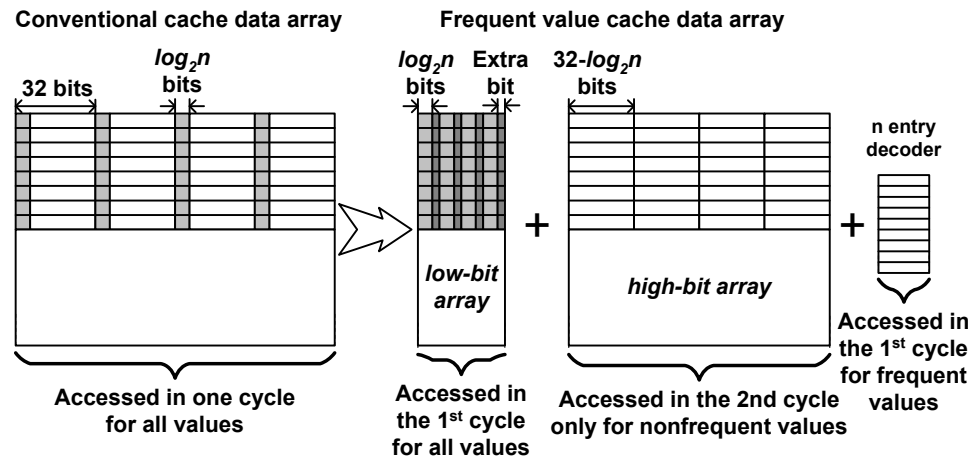 Conventional cache data array
Frequent value cache data array
32 bits
log₂n
bits
log₂n
bits
Extra
bit
32-log₂n
bits
n entry
decoder
+
+
low-bit
array
high-bit array
Accessed in one cycle
for all values
Accessed in
the 1st cycle
for all values
Accessed in the 2nd cycle
only for nonfrequent values
Accessed in
the 1st cycle
for frequent
values